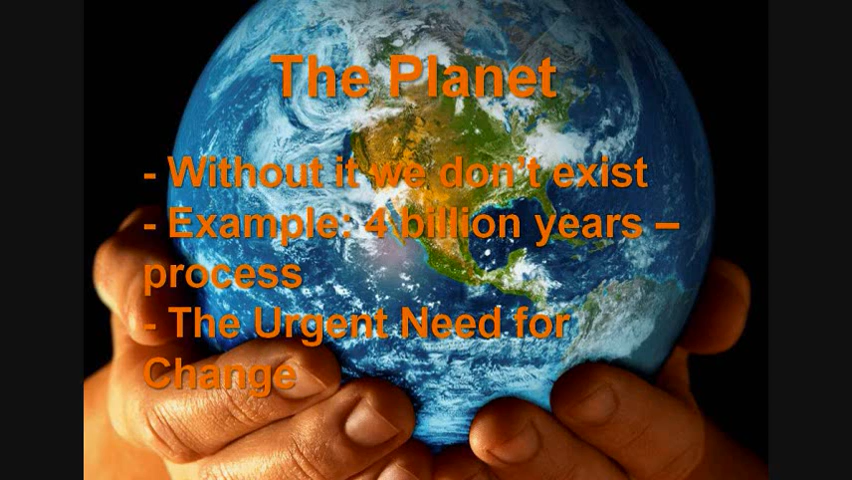 The Planet
- Without it we don't exist
- Example: 4 billion years –
process
- The Urgent Need for
Change